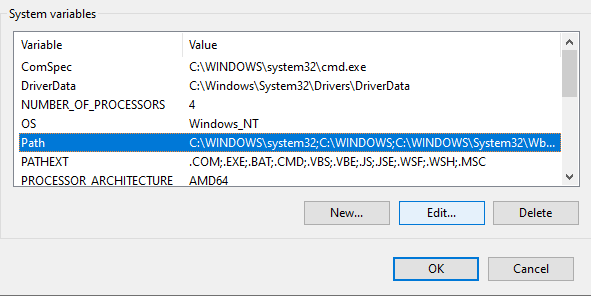 System variables
Variable Value
ComSpec C:\WINDOWS\system32\cmd.exe
DriverData C:\Windows\System32\Drivers\DriverData
NUMBER_OF_PROCESSORS 4
OS Windows_NT
Path C:\WINDOWS\system32;C:\WINDOWS;C:\WINDOWS\System32\Wb...
PATHEXT .COM;.EXE;.BAT;.CMD;.VBS;.VBE;.JS;.JSE;.WSF;.WSH;.MSC
PROCESSOR_ARCHITECTURE AMD64
New... Edit... Delete
OK Cancel